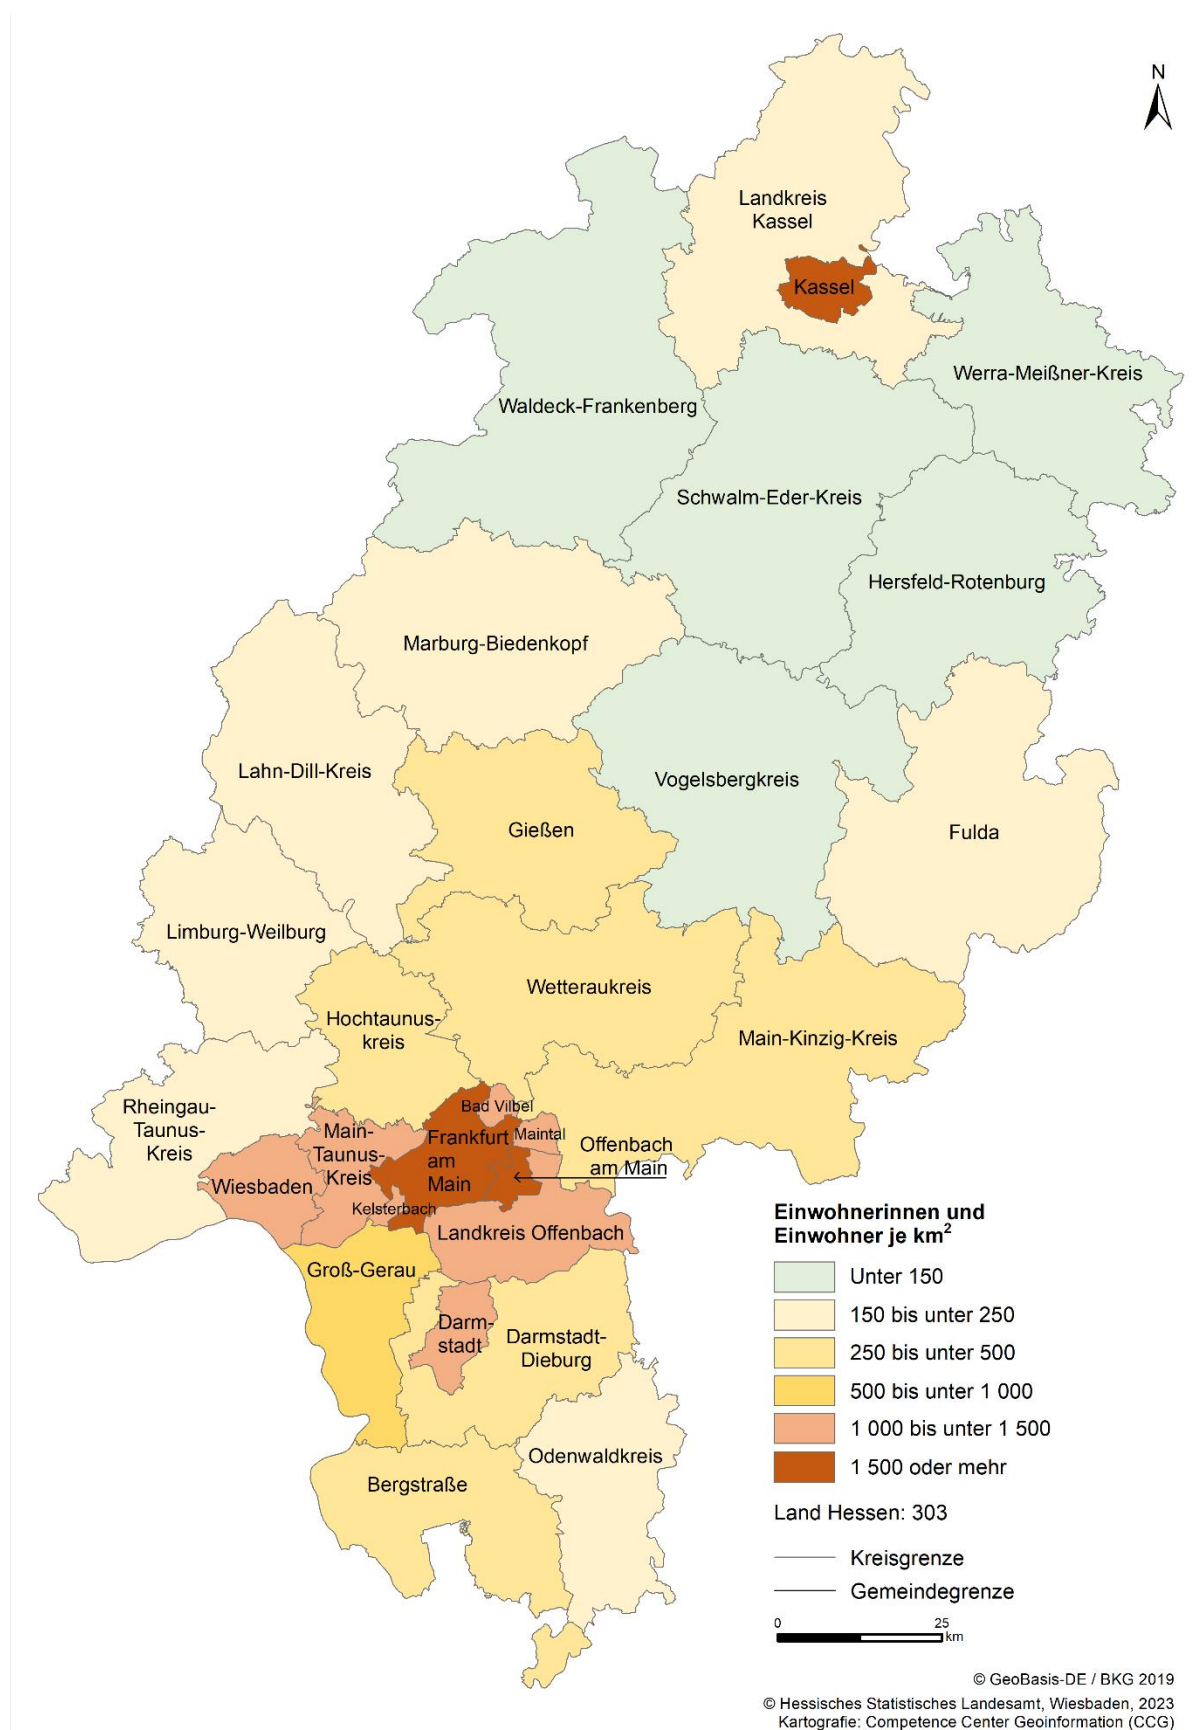 N
Landkreis
Kassel
Kassel
Werra-Meißner-Kreis
Waldeck-Frankenberg
Schwalm-Eder-Kreis
Hersfeld-Rotenburg
Marburg-Biedenkopf
Lahn-Dill-Kreis
Vogelsbergkreis
Gießen
Fulda
Limburg-Weilburg
Wetteraukreis
Hochtaunus-
kreis
Main-Kinzig-Kreis
Rheingau-
Taunus-
Kreis
Bad Vilbel
Main-
Taunus-
Kreis
Frankfurt
am
Main
Maintal
Offenbach
am Main
Wiesbaden
Kelsterbach
Landkreis Offenbach
Groß-Gerau
Darm-
stadt
Darmstadt-
Dieburg
Odenwaldkreis
Bergstraße
Einwohnerinnen und
Einwohner je km²
Unter 150
150 bis unter 250
250 bis unter 500
500 bis unter 1 000
1 000 bis unter 1 500
1 500 oder mehr
Land Hessen: 303
Kreisgrenze
Gemeindegrenze
0 25
km
© GeoBasis-DE / BKG 2019
© Hessisches Statistisches Landesamt, Wiesbaden, 2023
Kartografie: Competence Center Geoinformation (CCG)